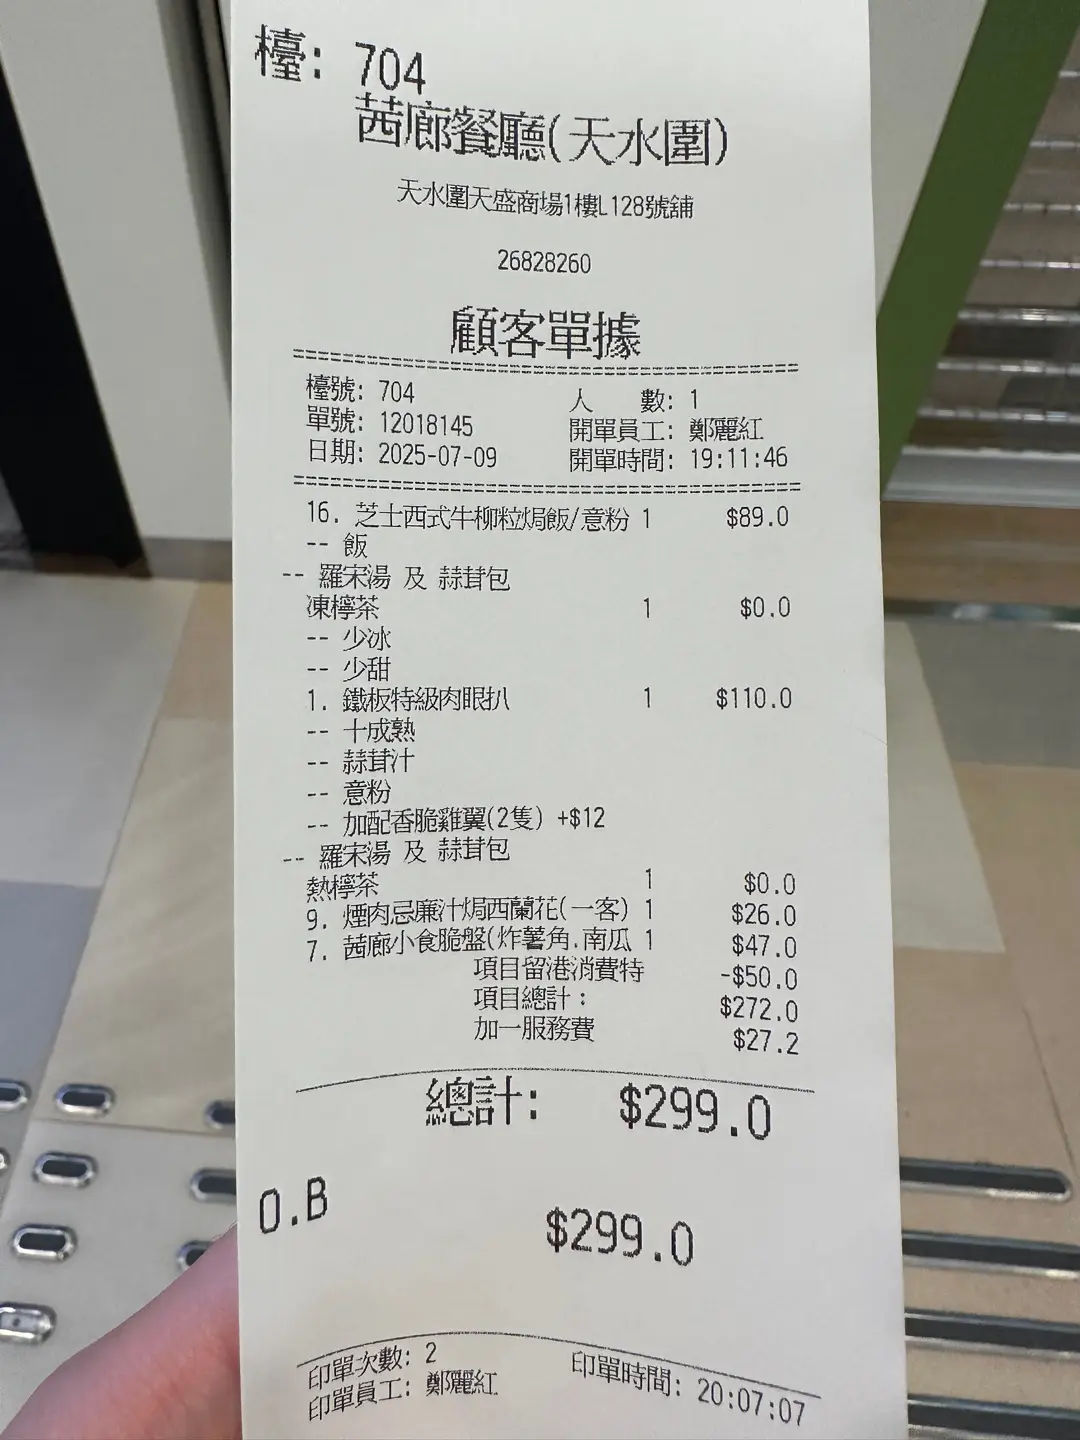 檯: 704
茜廊餐廳(天水圍)
天水圍天盛商場1樓L128號舖
26828260
顧客單據
檯號: 704 人 數: 1
單號: 12018145 開單員工: 鄭麗紅
日期: 2025-07-09 開單時間: 19:11:46
16. 芝士西式牛柳粒焗飯/意粉 1 $89.0
-- 飯
-- 羅宋湯 及 蒜茸包
凍檸茶 1 $0.0
-- 少冰
-- 少甜
1. 鐵板特級肉眼扒 1 $110.0
-- 十成熟
-- 蒜茸汁
-- 意粉
-- 加配香脆雞翼(2隻) +$12
-- 羅宋湯 及 蒜茸包
熱檸茶 1 $0.0
9. 煙肉忌廉汁焗西蘭花(一客) 1 $26.0
7. 茜廊小食脆盤(炸薯角.南瓜 1 $47.0
項目留港消費特 -$50.0
項目總計: $272.0
加一服務費 $27.2
總計: $299.0
O.B $299.0
印單次數: 2 印單時間: 20:07:07
印單員工: 鄭麗紅